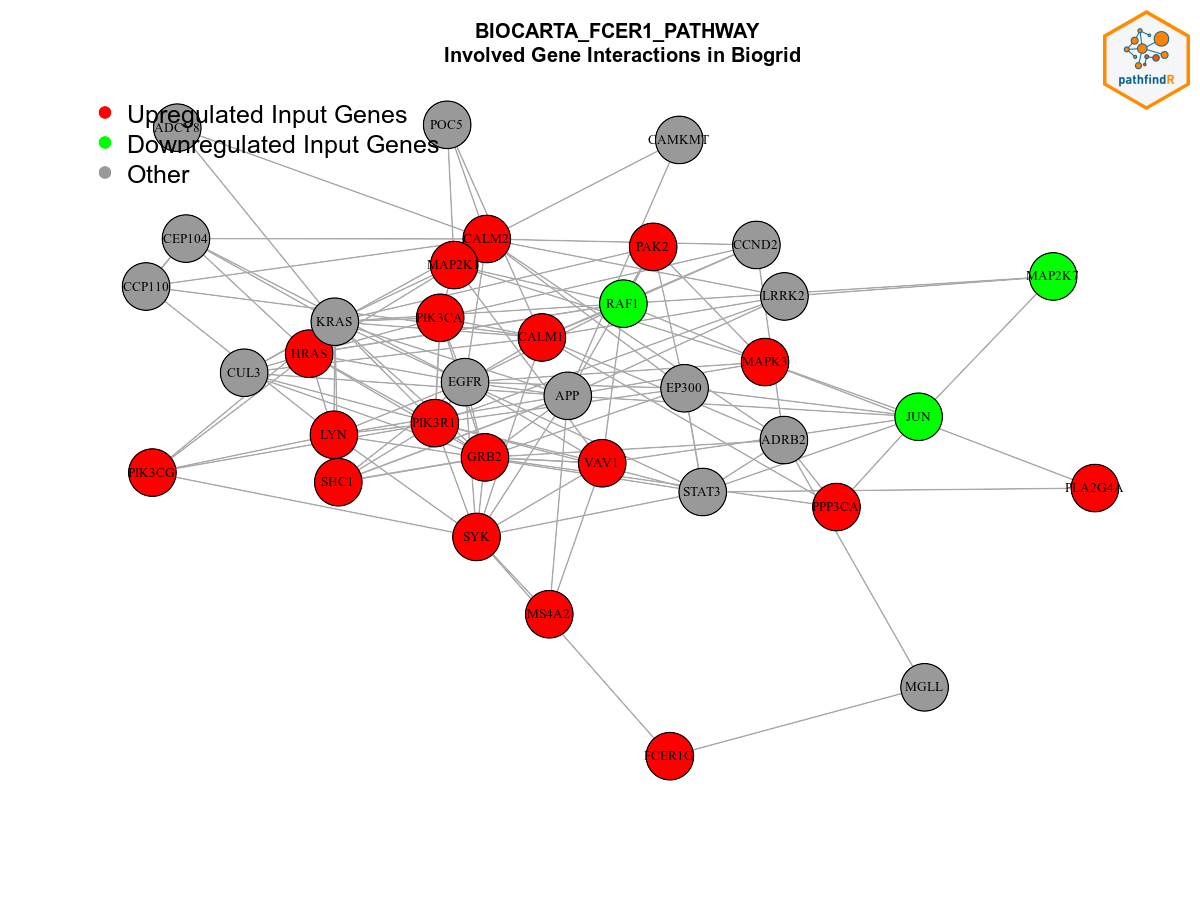 BIOCARTA_FCER1_PATHWAY
Involved Gene Interactions in Biogrid
pathfindR
Upregulated Input Genes
Downregulated Input Genes
Other
ADCY8
POC5
CAMKMT
CEP104
CALM2
PAK2
CCND2
MAP2K1
MAP2K7
CCP110
LRRK2
RAF1
KRAS
PIK3CA
CALM1
HRAS
MAPK3
CUL3
EGFR
APP
EP300
JUN
PIK3R1
LYN
ADRB2
GRB2
VAV1
PIK3CG
SHC1
STAT3
PLA2G4A
PPP3CA
SYK
MS4A2
MGLL
FCER1G